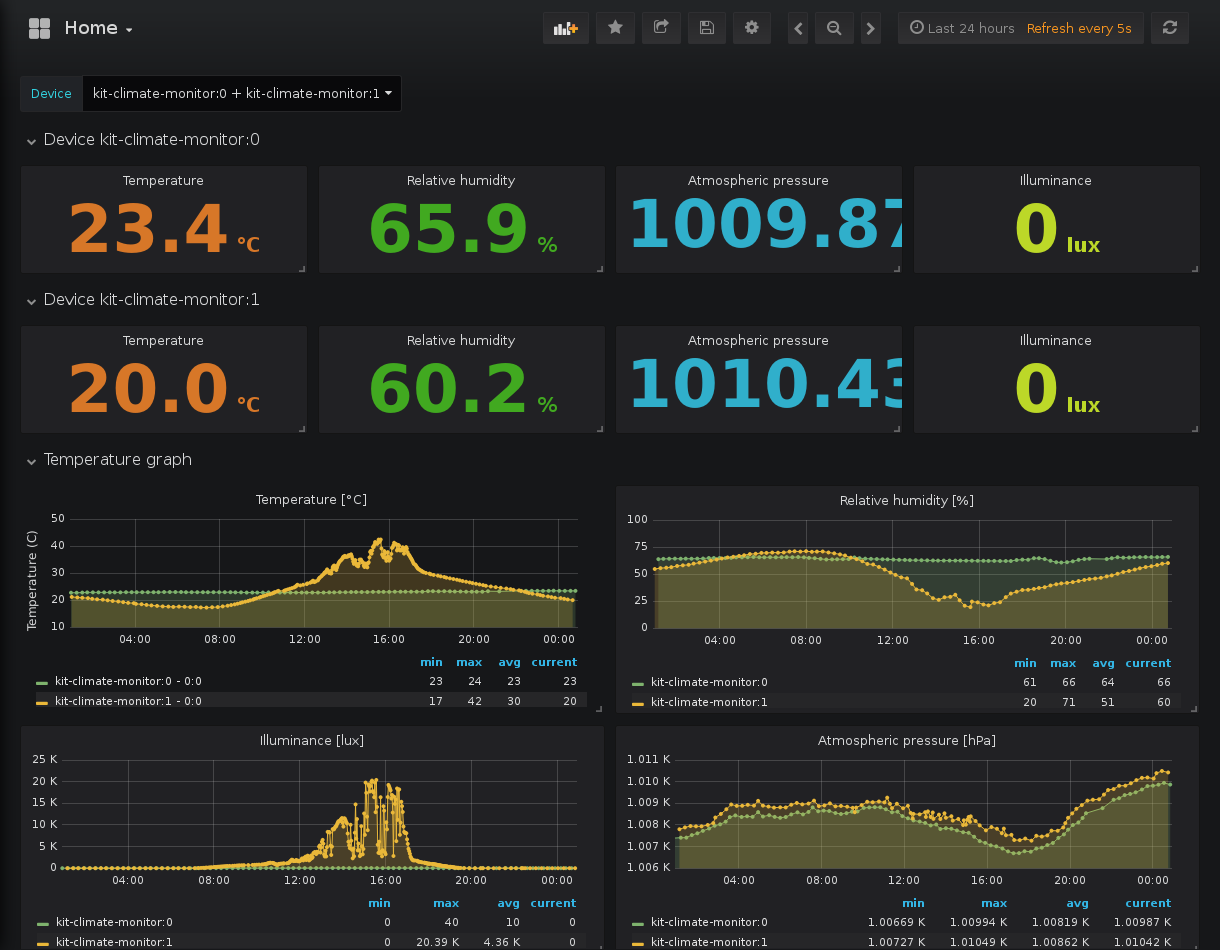 Home
Last 24 hours Refresh every 5s
Device kit-climate-monitor:0 + kit-climate-monitor:1
Device kit-climate-monitor:0
Temperature Relative humidity Atmospheric pressure Illuminance
23.4 °C 65.9 % 1009.87 0 lux
Device kit-climate-monitor:1
Temperature Relative humidity Atmospheric pressure Illuminance
20.0 °C 60.2 % 1010.43 0 lux
Temperature graph
Temperature [°C]
Temperature (C)
50
40
30
20
10
04:00 08:00 12:00 16:00 20:00 00:00
min max avg current
kit-climate-monitor:0 - 0:0 23 24 23 23
kit-climate-monitor:1 - 0:0 17 42 30 20
Relative humidity [%]
100
75
50
25
0
04:00 08:00 12:00 16:00 20:00 00:00
min max avg current
kit-climate-monitor:0 61 66 64 66
kit-climate-monitor:1 20 71 51 60
Illuminance [lux]
25 K
20 K
15 K
10 K
5 K
0
04:00 08:00 12:00 16:00 20:00 00:00
min max avg current
kit-climate-monitor:0 0 40 10 0
kit-climate-monitor:1 0 20.39 K 4.36 K 0
Atmospheric pressure [hPa]
1.011 K
1.010 K
1.009 K
1.008 K
1.007 K
1.006 K
04:00 08:00 12:00 16:00 20:00 00:00
min max avg current
kit-climate-monitor:0 1.00669 K 1.00994 K 1.00819 K 1.00987 K
kit-climate-monitor:1 1.00727 K 1.01049 K 1.00862 K 1.01042 K